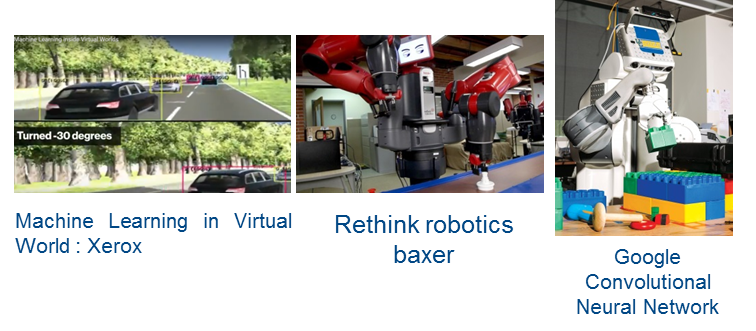 Machine Learning inside Virtual Worlds
Turned -30 degrees
Machine Learning in Virtual
World : Xerox
Rethink robotics
baxer
Google
Convolutional
Neural Network